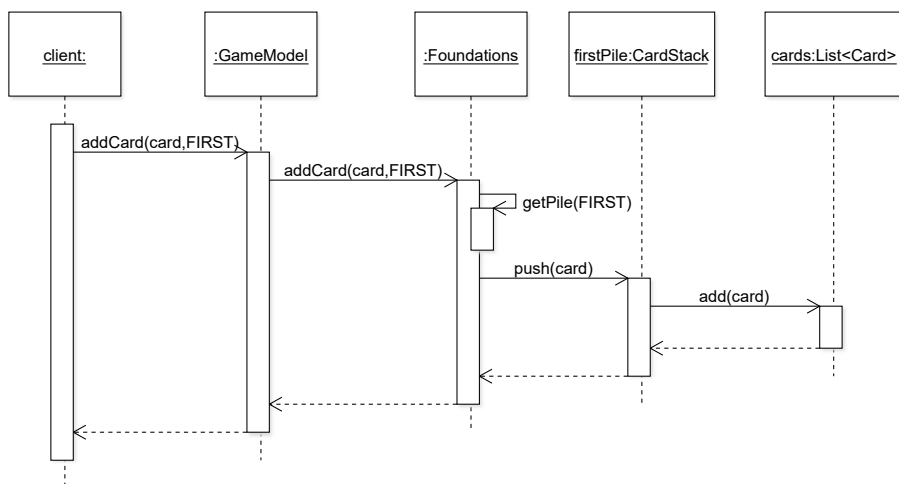 client:
:GameModel
:Foundations
firstPile:CardStack
cards:List<Card>
addCard(card,FIRST)
addCard(card,FIRST)
getPile(FIRST)
push(card)
add(card)